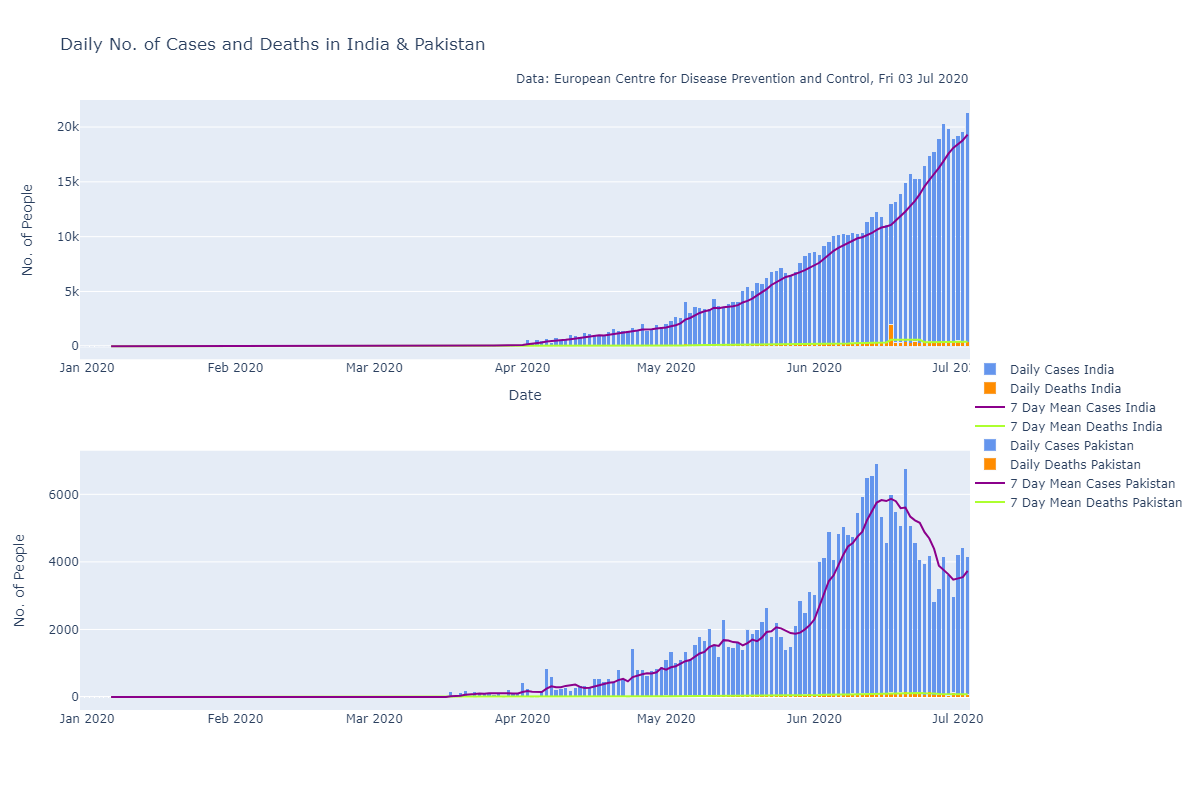 Daily No. of Cases and Deaths in India & Pakistan
Data: European Centre for Disease Prevention and Control, Fri 03 Jul 2020
No. of People
20k
15k
10k
5k
0
Jan 2020 Feb 2020 Mar 2020 Apr 2020 May 2020 Jun 2020 Jul 202
Date
Daily Cases India
Daily Deaths India
7 Day Mean Cases India
7 Day Mean Deaths India
Daily Cases Pakistan
Daily Deaths Pakistan
7 Day Mean Cases Pakistan
7 Day Mean Deaths Pakistan
No. of People
6000
4000
2000
0
Jan 2020 Feb 2020 Mar 2020 Apr 2020 May 2020 Jun 2020 Jul 2020